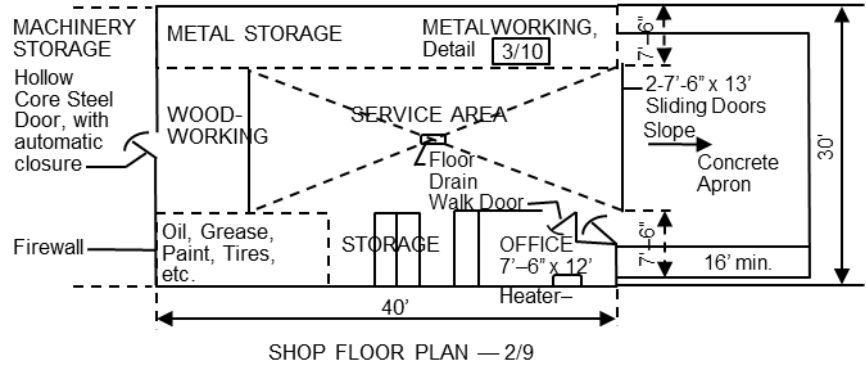 MACHINERY
STORAGE
Hollow
Core Steel
Door, with
automatic
closure
Firewall
METAL STORAGE
METALWORKING,
Detail 3/10
WOOD-
WORKING
SERVICE AREA
Floor
Drain
Walk Door
Oil, Grease,
Paint, Tires,
etc.
STORAGE
OFFICE
7'–6" x 12'
Heater–
7'–6"
2-7'-6" x 13'
Sliding Doors
Slope
Concrete
Apron
30'
7'–6"
16' min.
40'
SHOP FLOOR PLAN — 2/9